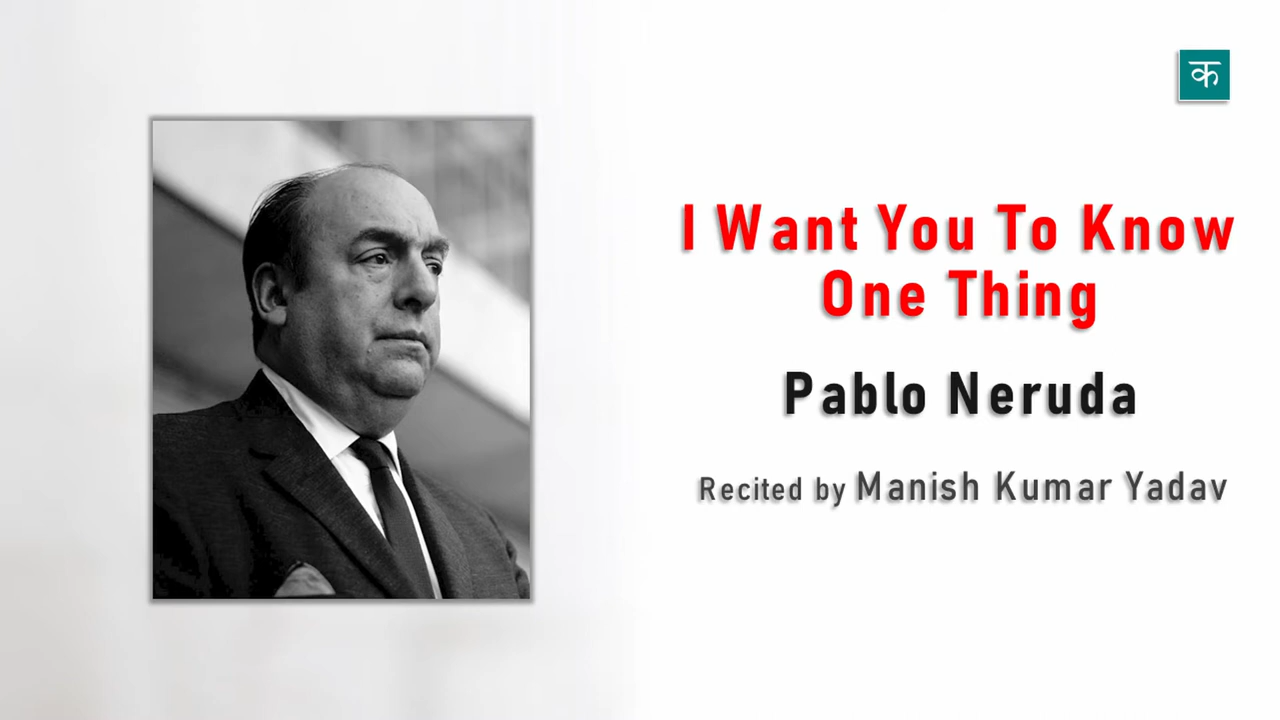 क
I Want You To Know
One Thing
Pablo Neruda
Recited by Manish Kumar Yadav